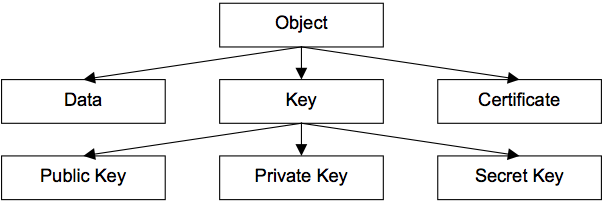 Object
Data
Key
Certificate
Public Key
Private Key
Secret Key